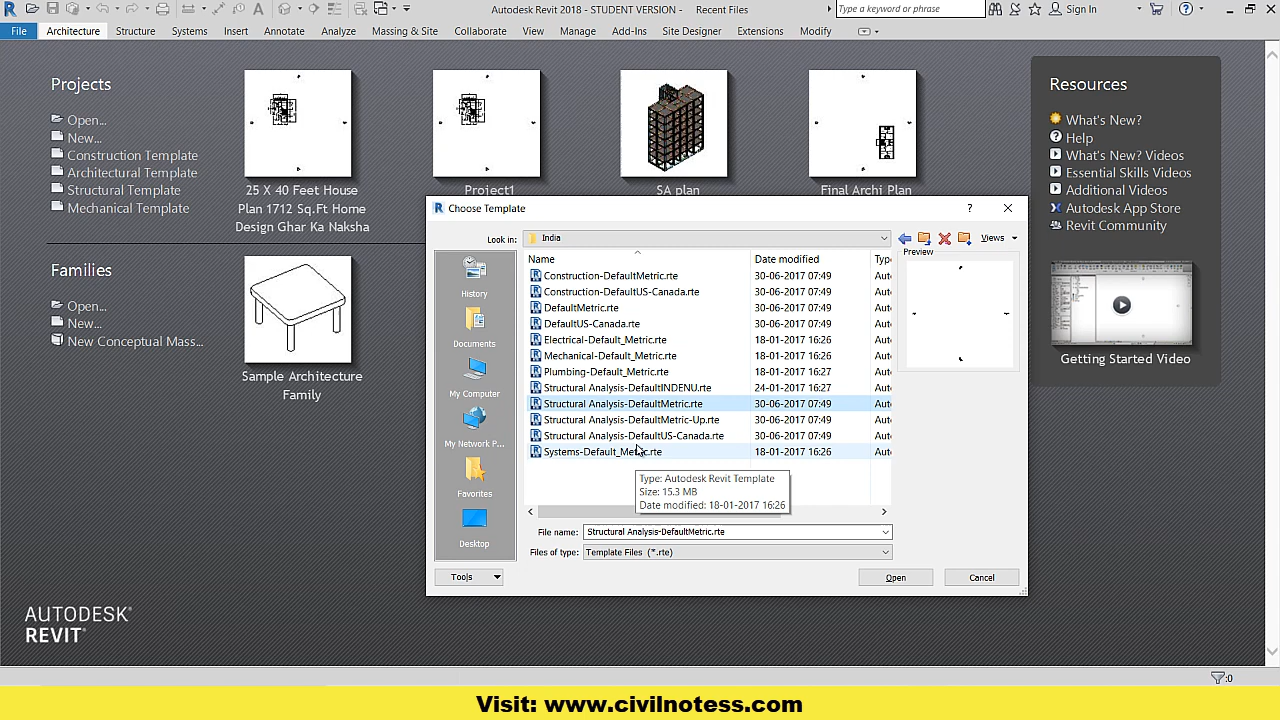 Autodesk Revit 2018 - STUDENT VERSION - Recent Files
Type a keyword or phrase
Sign In
File Architecture Structure Systems Insert Annotate Analyze Massing & Site Collaborate View Manage Add-Ins Site Designer Extensions Modify
Projects
Open...
New...
Construction Template
Architectural Template
Structural Template
Mechanical Template
25 X 40 Feet House
Plan 1712 Sq.Ft Home
Design Ghar Ka Naksha
Project1
SA plan
Final Archi Plan
Families
Open...
New...
New Conceptual Mass...
Sample Architecture
Family
Resources
What's New?
Help
What's New? Videos
Essential Skills Videos
Additional Videos
Autodesk App Store
Revit Community
Getting Started Video
Choose Template
Look in: India
Views
Preview
History
Documents
My Computer
My Network P...
Favorites
Desktop
Name Date modified Typ
Construction-DefaultMetric.rte 30-06-2017 07:49 Aut
Construction-DefaultUS-Canada.rte 30-06-2017 07:49 Aut
DefaultMetric.rte 30-06-2017 07:49 Aut
DefaultUS-Canada.rte 30-06-2017 07:49 Aut
Electrical-Default_Metric.rte 18-01-2017 16:26 Aut
Mechanical-Default_Metric.rte 18-01-2017 16:26 Aut
Plumbing-Default_Metric.rte 18-01-2017 16:27 Aut
Structural Analysis-DefaultINDENU.rte 24-01-2017 16:27 Aut
Structural Analysis-DefaultMetric.rte 30-06-2017 07:49 Aut
Structural Analysis-DefaultMetric-Up.rte 30-06-2017 07:49 Aut
Structural Analysis-DefaultUS-Canada.rte 30-06-2017 07:49 Aut
Systems-Default_Metric.rte 18-01-2017 16:26 Aut
Type: Autodesk Revit Template
Size: 15.3 MB
Date modified: 18-01-2017 16:26
File name: Structural Analysis-DefaultMetric.rte
Files of type: Template Files (*.rte)
Tools Open Cancel
AUTODESK®
REVIT®
:0
Visit: www.civilnotess.com